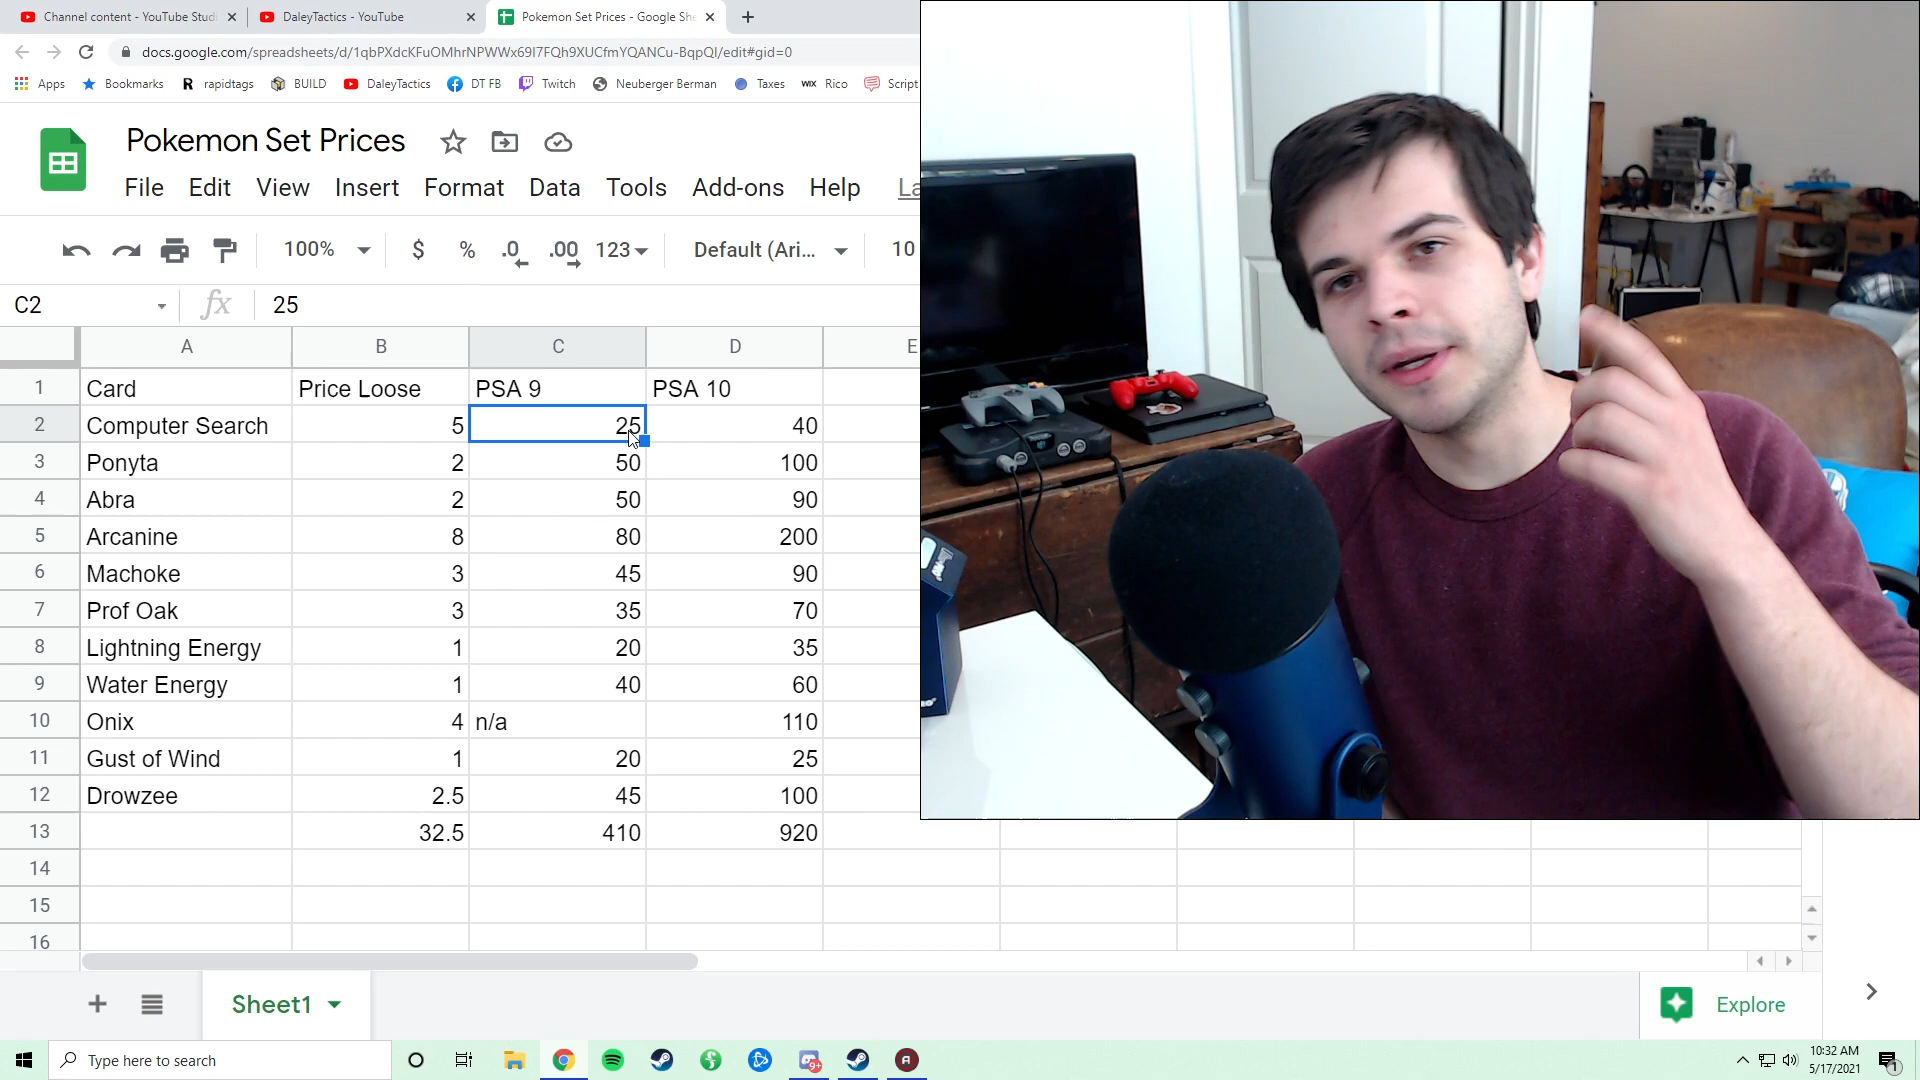 Channel content - YouTube Studi
DaleyTactics - YouTube
Pokemon Set Prices - Google She
docs.google.com/spreadsheets/d/1qbPXdcKFuOMhrNPWWx69I7FQh9XUCfmYQANCu-BqpQI/edit#gid=0
Apps Bookmarks R rapidtags BUILD DaleyTactics DT FB Twitch Neuberger Berman Taxes WIX Rico Script
Pokemon Set Prices
File Edit View Insert Format Data Tools Add-ons Help La
100% $ % .0 .00 123 Default (Ari... 10
C2 fx 25
A B C D E
1 Card Price Loose PSA 9 PSA 10
2 Computer Search 5 25 40
3 Ponyta 2 50 100
4 Abra 2 50 90
5 Arcanine 8 80 200
6 Machoke 3 45 90
7 Prof Oak 3 35 70
8 Lightning Energy 1 20 35
9 Water Energy 1 40 60
10 Onix 4 n/a 110
11 Gust of Wind 1 20 25
12 Drowzee 2.5 45 100
13 32.5 410 920
14
15
16
Sheet1
Explore
Type here to search
9+
10:32 AM
5/17/2021
1